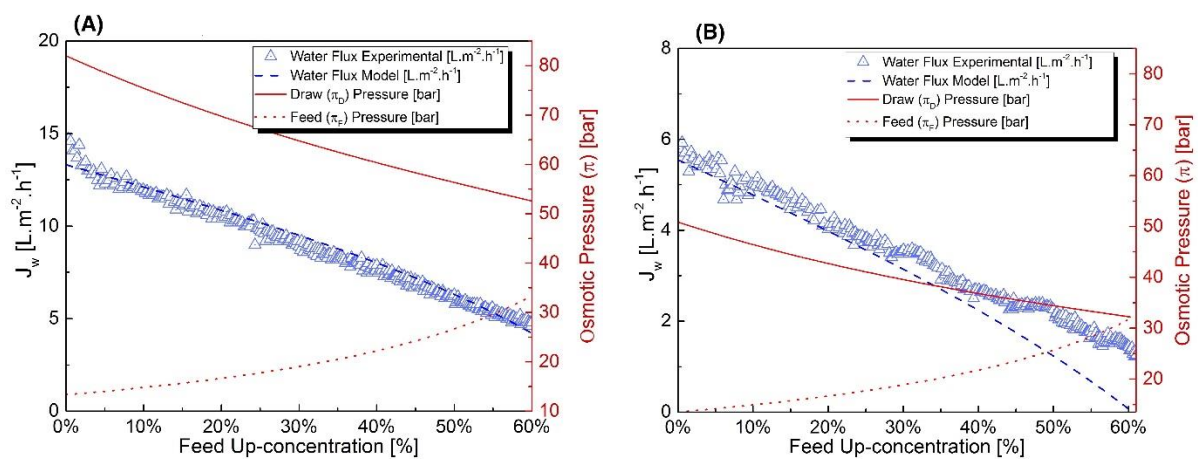 (A)
20
15
10
5
0
J_w [L.m⁻².h⁻¹]
Water Flux Experimental [L.m⁻².h⁻¹]
Water Flux Model [L.m⁻².h⁻¹]
Draw (π_D) Pressure [bar]
Feed (π_F) Pressure [bar]
80
70
60
50
40
30
20
10
Osmotic Pressure (π) [bar]
0% 10% 20% 30% 40% 50% 60%
Feed Up-concentration [%]
(B)
8
6
4
2
0
J_w [L.m⁻².h⁻¹]
Water Flux Experimental [L.m⁻².h⁻¹]
Water Flux Model [L.m⁻².h⁻¹]
Draw (π_D) Pressure [bar]
Feed (π_F) Pressure [bar]
80
70
60
50
40
30
20
Osmotic Pressure (π) [bar]
0% 10% 20% 30% 40% 50% 60%
Feed Up-concentration [%]